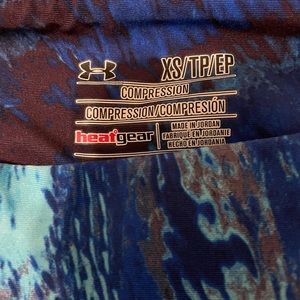 XS/TP/EP
COMPRESSION
COMPRESSION/COMPRESIÓN
heatgear
MADE IN JORDAN
FABRIQUÉ EN JORDANIE
HECHO EN JORDANIA